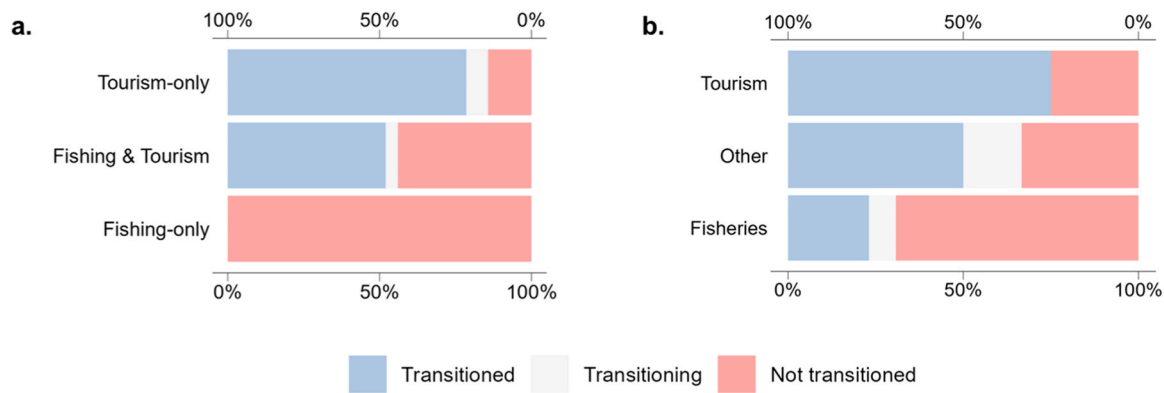 a.
100% 50% 0%
Tourism-only
Fishing & Tourism
Fishing-only
0% 50% 100%
b.
100% 50% 0%
Tourism
Other
Fisheries
0% 50% 100%
Transitioned Transitioning Not transitioned